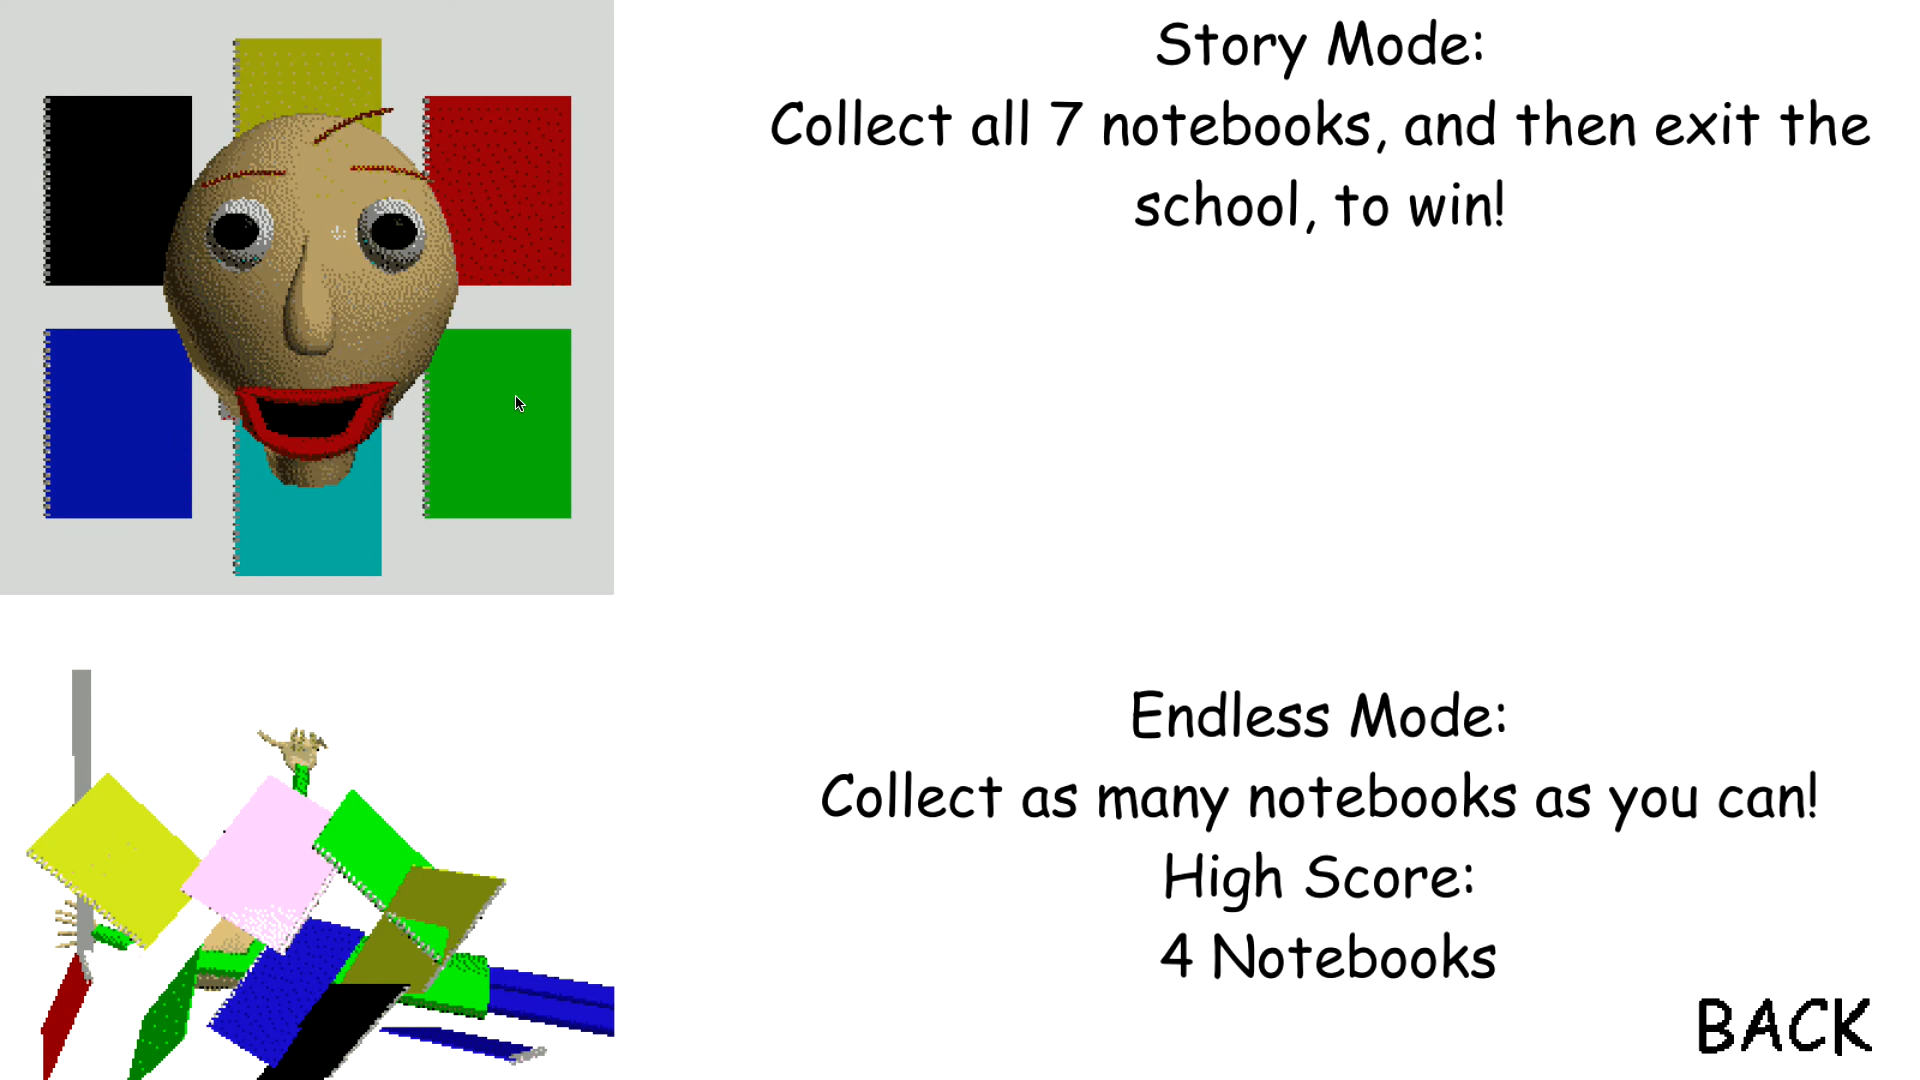 Story Mode:
Collect all 7 notebooks, and then exit the
school, to win!
Endless Mode:
Collect as many notebooks as you can!
High Score:
4 Notebooks
BACK